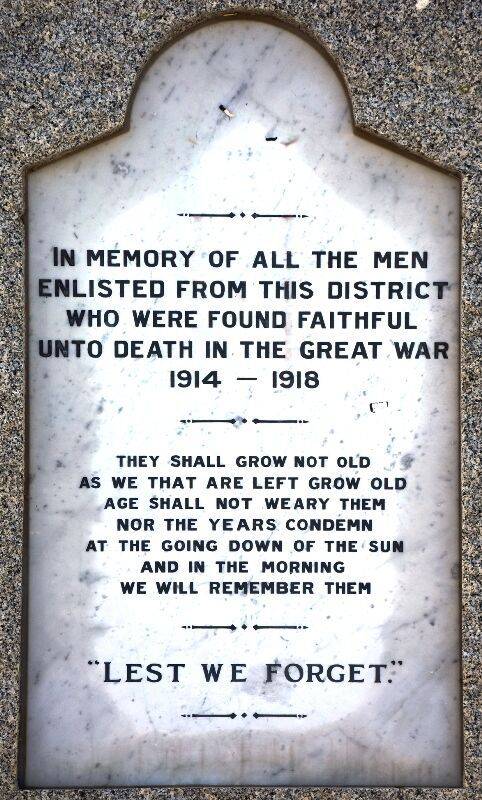 IN MEMORY OF ALL THE MEN
ENLISTED FROM THIS DISTRICT
WHO WERE FOUND FAITHFUL
UNTO DEATH IN THE GREAT WAR
1914 — 1918
THEY SHALL GROW NOT OLD
AS WE THAT ARE LEFT GROW OLD
AGE SHALL NOT WEARY THEM
NOR THE YEARS CONDEMN
AT THE GOING DOWN OF THE SUN
AND IN THE MORNING
WE WILL REMEMBER THEM
"LEST WE FORGET."